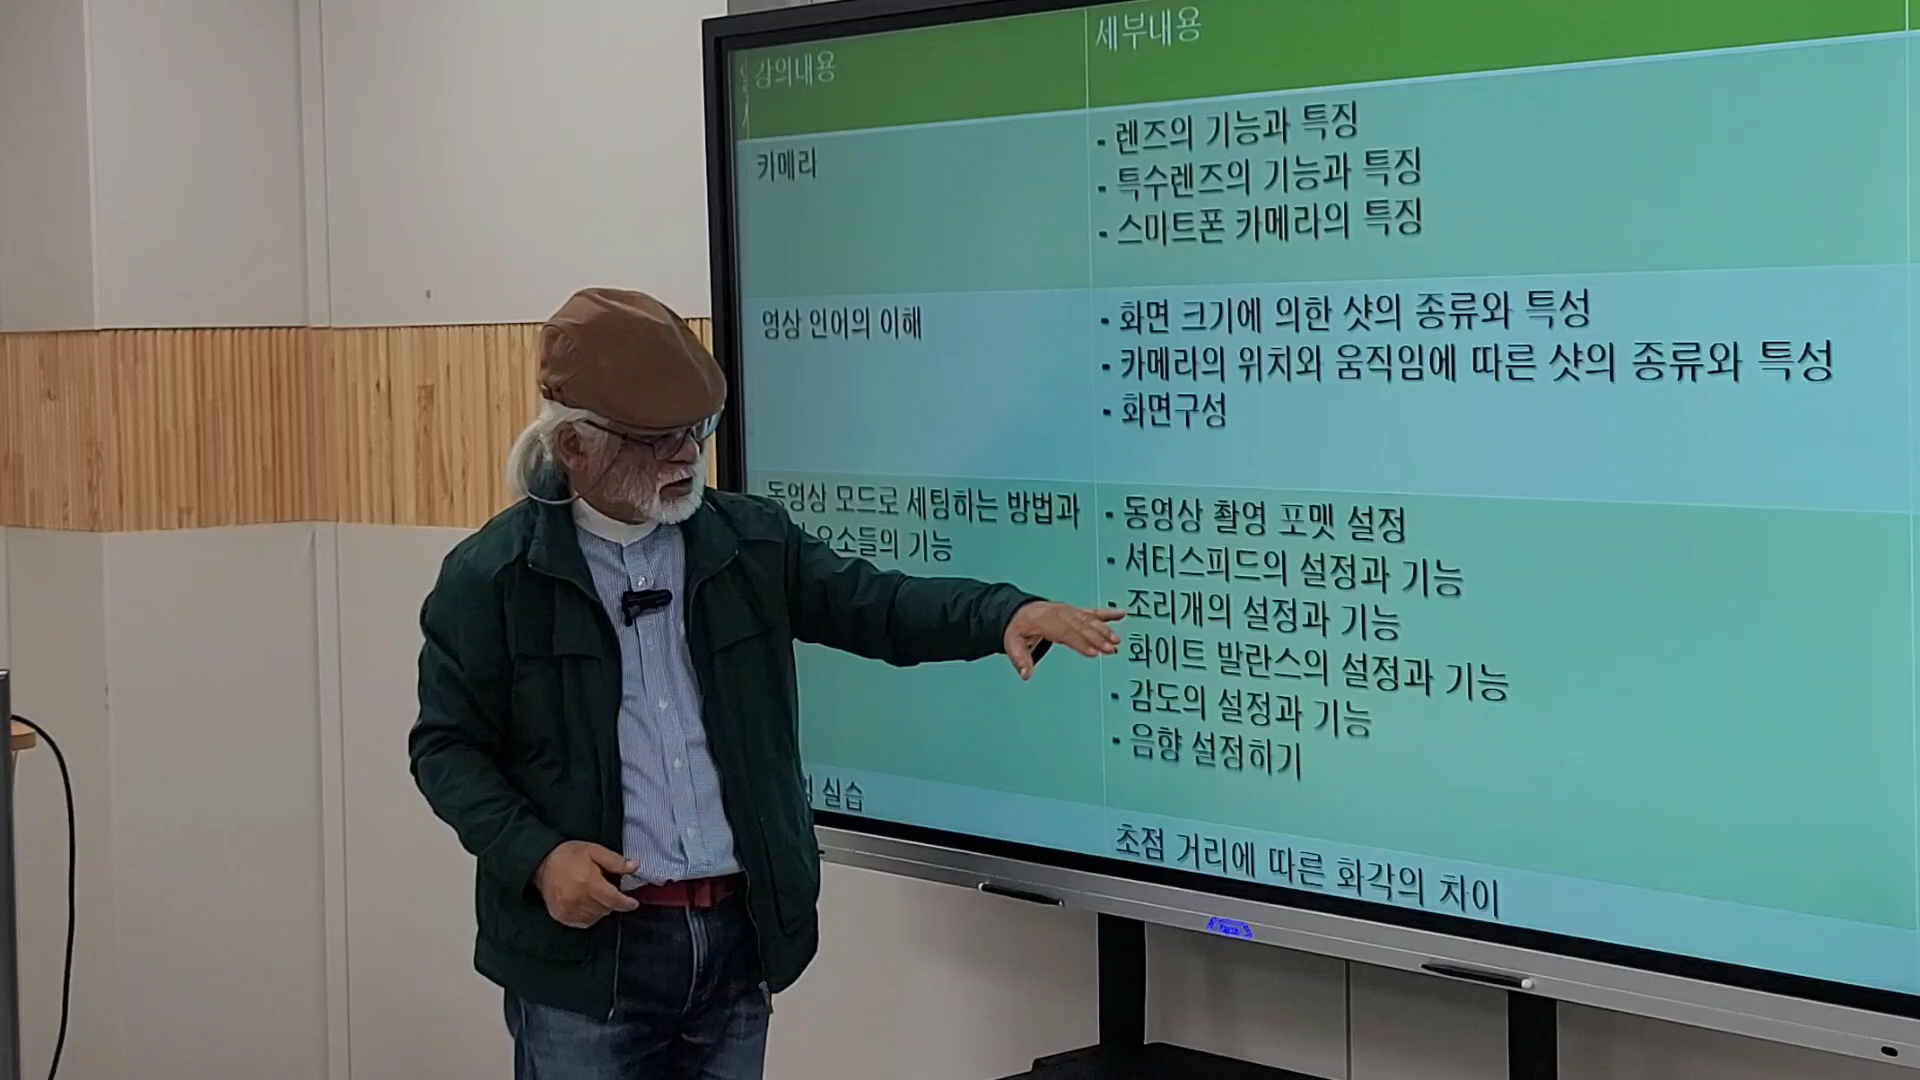 강의내용
세부내용
카메라
- 렌즈의 기능과 특징
- 특수렌즈의 기능과 특징
- 스마트폰 카메라의 특징
영상 언어의 이해
- 화면 크기에 의한 샷의 종류와 특성
- 카메라의 위치와 움직임에 따른 샷의 종류와 특성
- 화면구성
동영상 모드로 세팅하는 방법과
요소들의 기능
- 동영상 촬영 포멧 설정
- 셔터스피드의 설정과 기능
- 조리개의 설정과 기능
- 화이트 발란스의 설정과 기능
- 감도의 설정과 기능
- 음향 설정하기
실습
초점 거리에 따른 화각의 차이